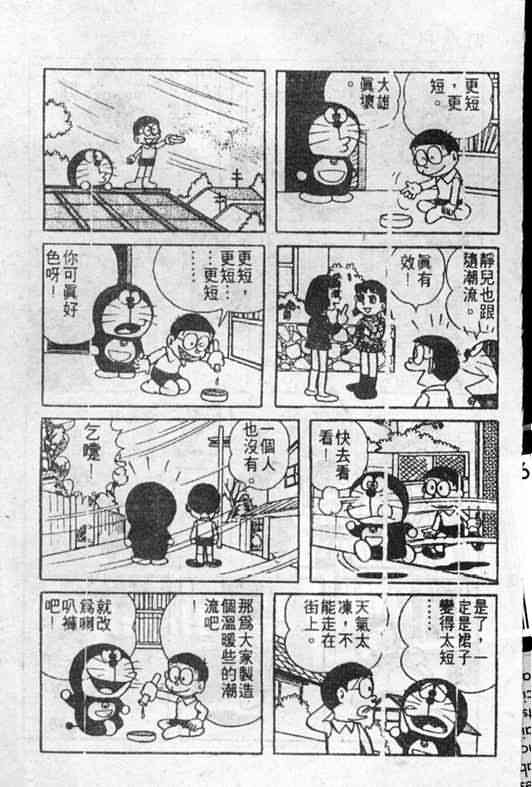 更短
，更
短。
大雄
眞壞
。
靜兒也跟
隨潮流。
眞有
效！
更短，
更短…
…更短
……
你可眞好
色呀！
快去看
看！
一個人
也沒有。
乞嚏！
是了，一
定是裙子
變得太短
……
天氣太
凍，不
能走在
街上。
那爲大家製造
個溫暖些的潮
流吧
！
就改
爲喇
叭褲
吧！